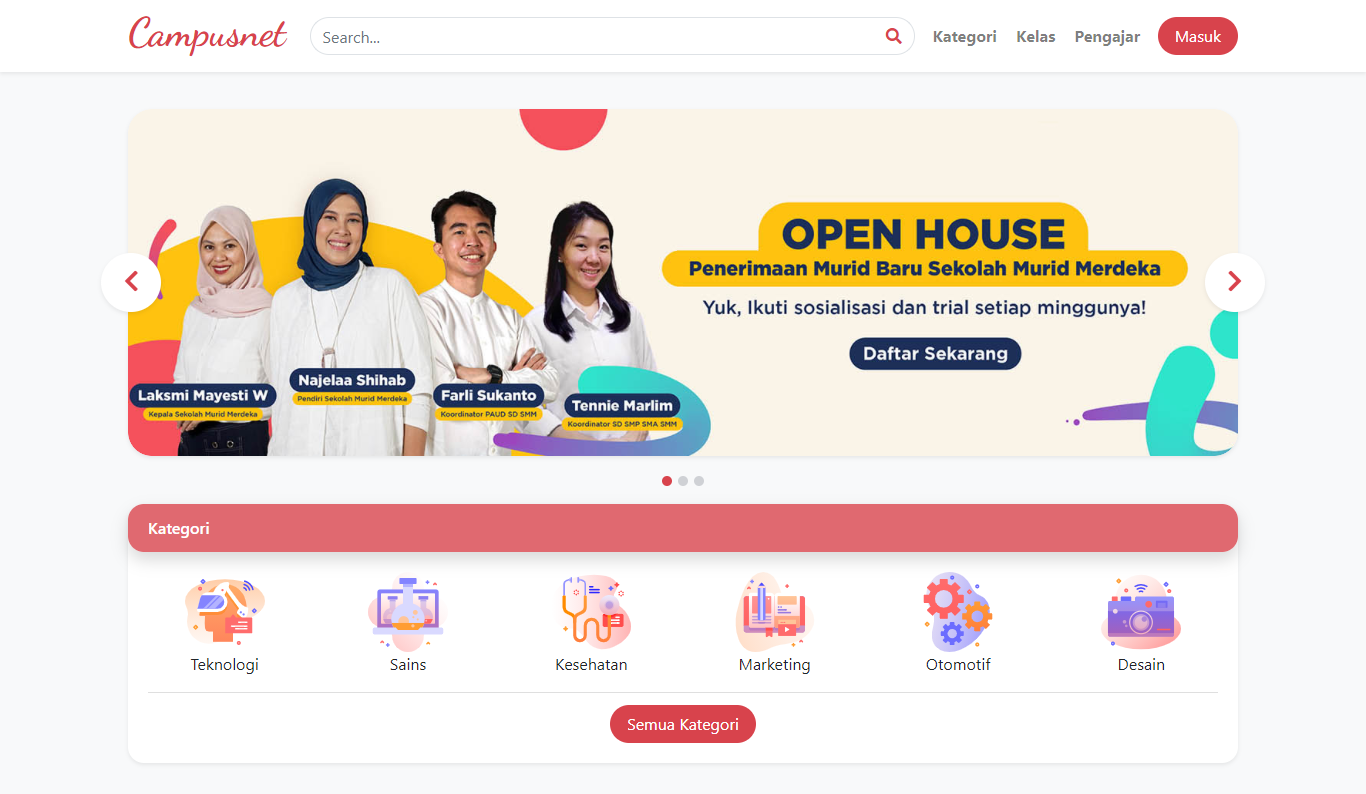 Campusnet
Search...
Kategori
Kelas
Pengajar
Masuk
OPEN HOUSE
Penerimaan Murid Baru Sekolah Murid Merdeka
Yuk, Ikuti sosialisasi dan trial setiap minggunya!
Daftar Sekarang
Laksmi Mayesti W
Kepala Sekolah Murid Merdeka
Najelaa Shihab
Pendiri Sekolah Murid Merdeka
Farli Sukanto
Koordinator PAUD SD SMM
Tennie Marlim
Koordinator SD SMP SMA SMM
Kategori
Teknologi
Sains
Kesehatan
Marketing
Otomotif
Desain
Semua Kategori